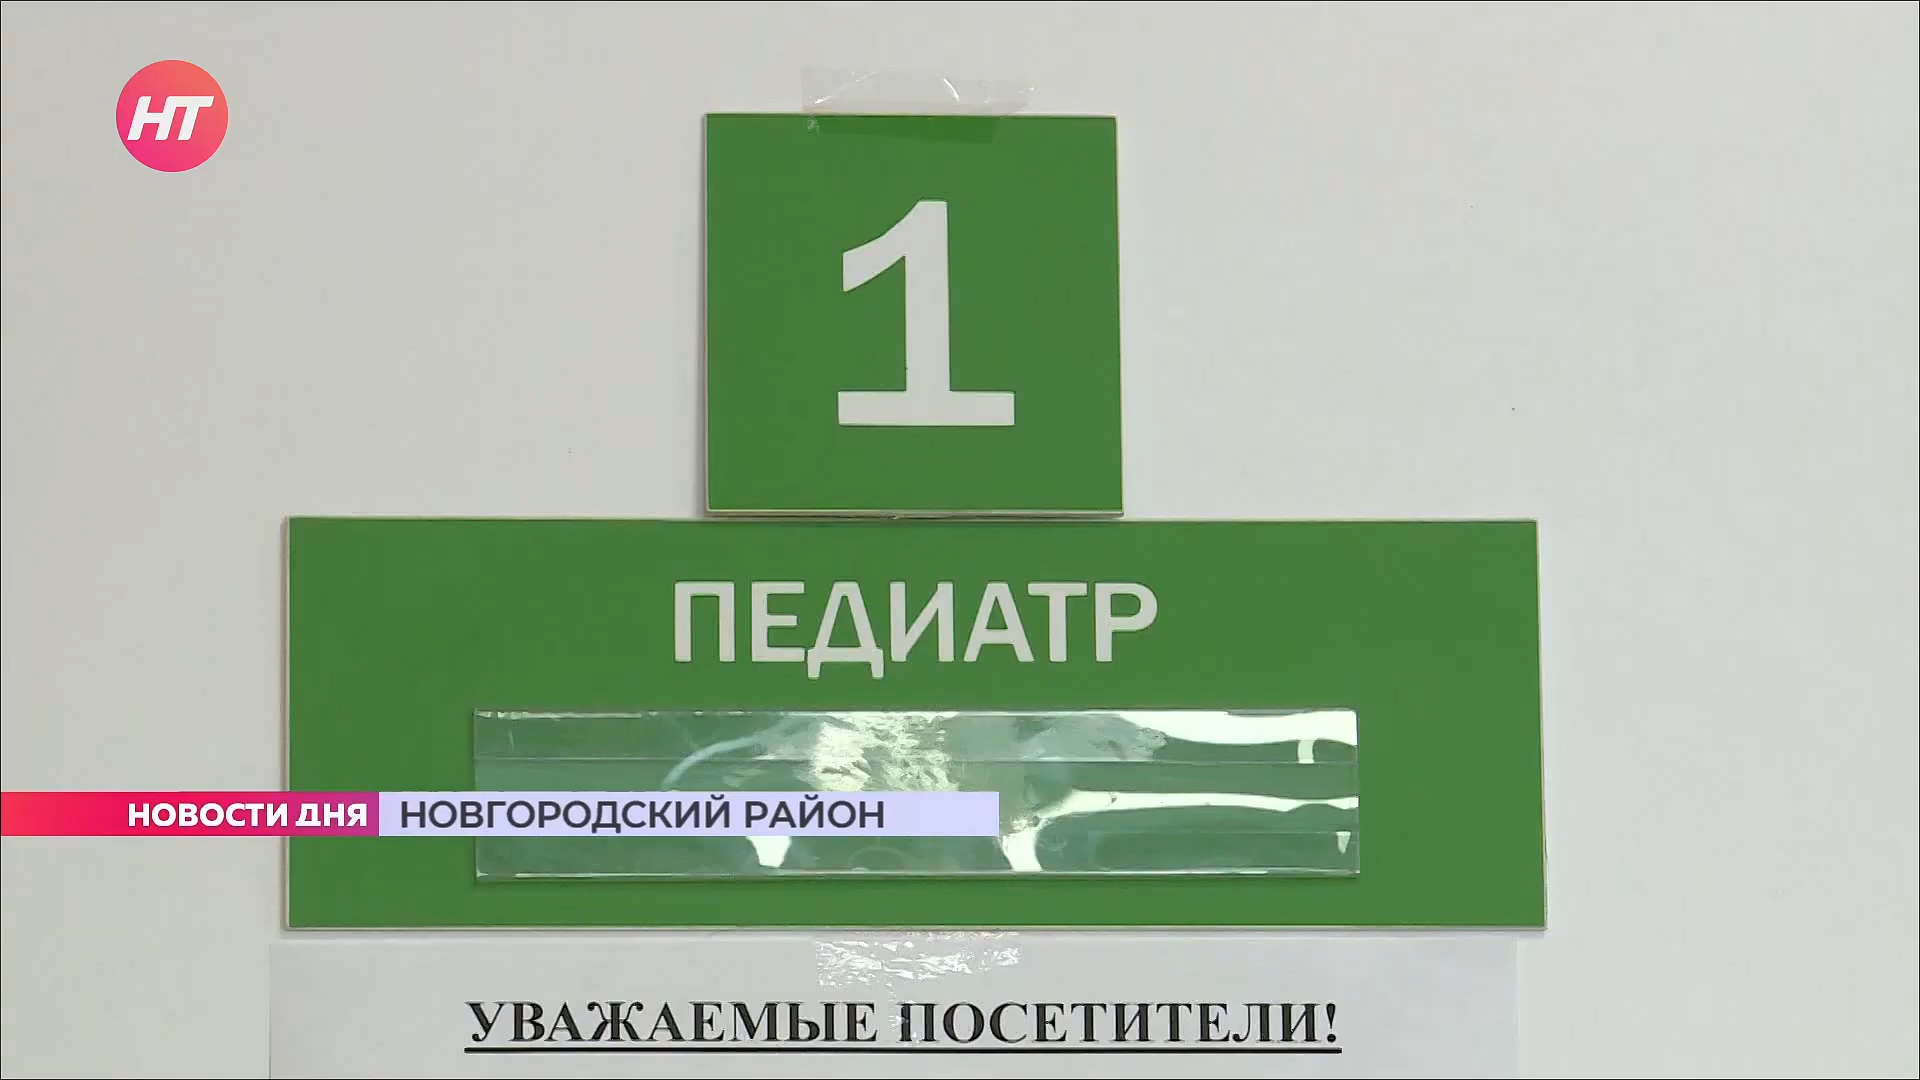 НТ
1
ПЕДИАТР
НОВОСТИ ДНЯ НОВГОРОДСКИЙ РАЙОН
УВАЖАЕМЫЕ ПОСЕТИТЕЛИ!